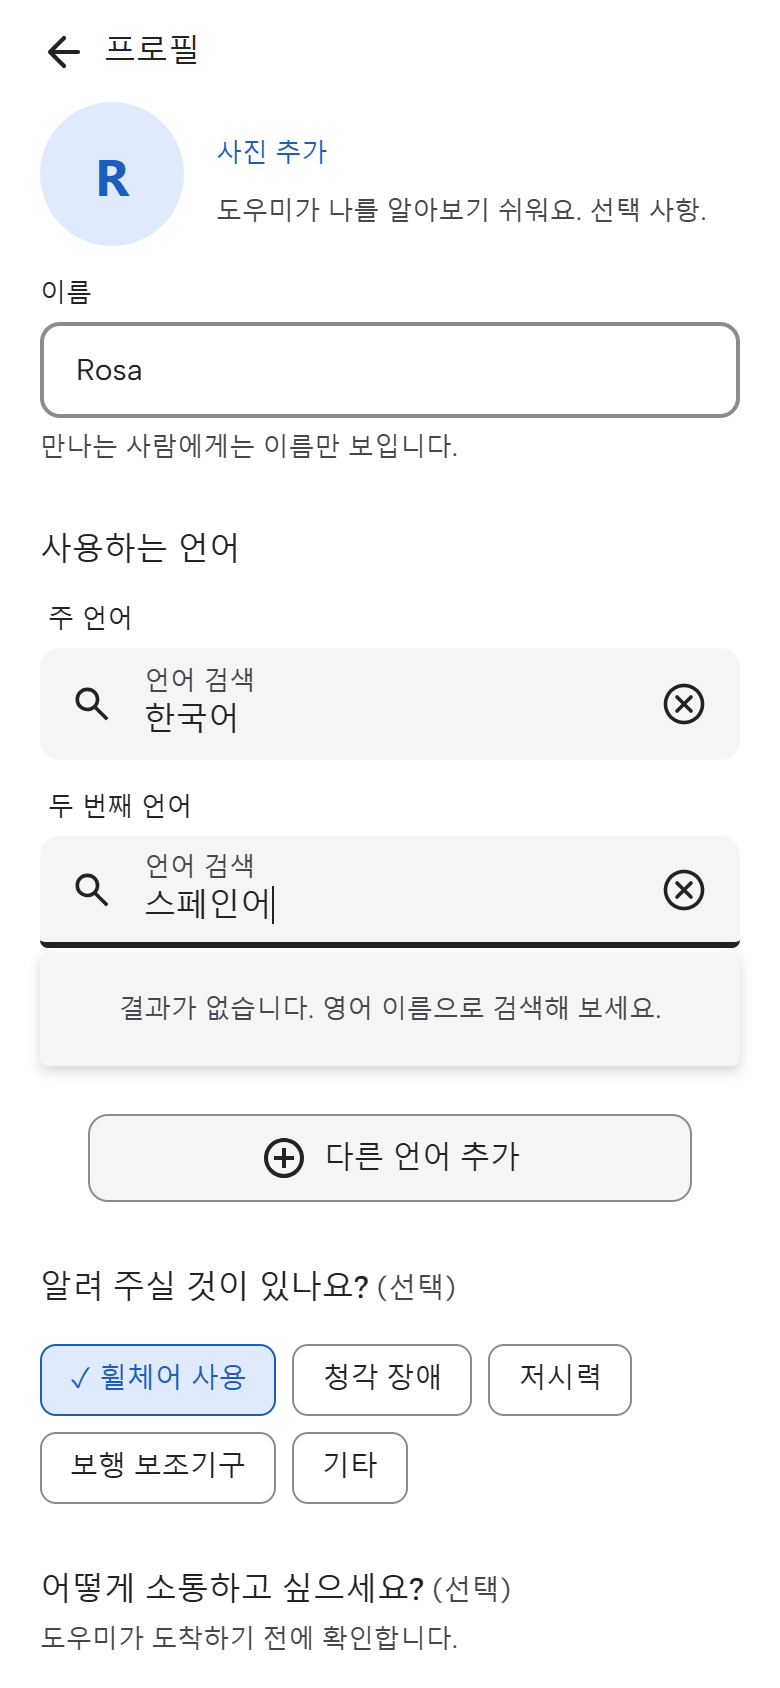 프로필
R
사진 추가
도우미가 나를 알아보기 쉬워요. 선택 사항.
이름
Rosa
만나는 사람에게는 이름만 보입니다.
사용하는 언어
주 언어
언어 검색
한국어
두 번째 언어
언어 검색
스페인어
결과가 없습니다. 영어 이름으로 검색해 보세요.
다른 언어 추가
알려 주실 것이 있나요? (선택)
✓ 휠체어 사용
청각 장애
저시력
보행 보조기구
기타
어떻게 소통하고 싶으세요? (선택)
도우미가 도착하기 전에 확인합니다.